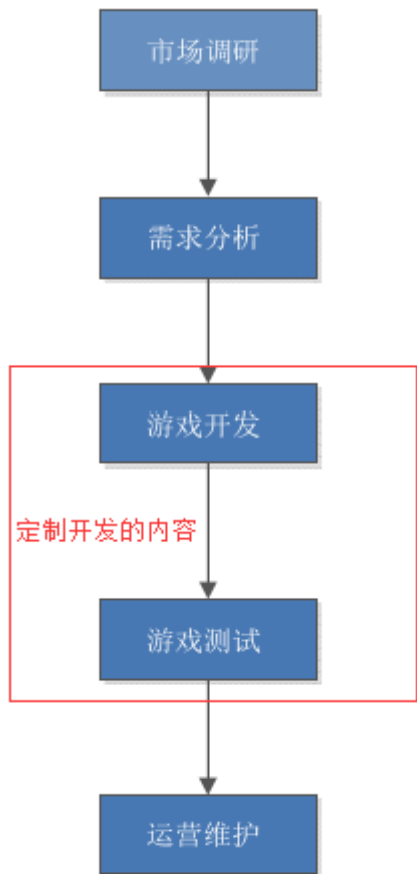 市场调研
需求分析
游戏开发
定制开发的内容
游戏测试
运营维护